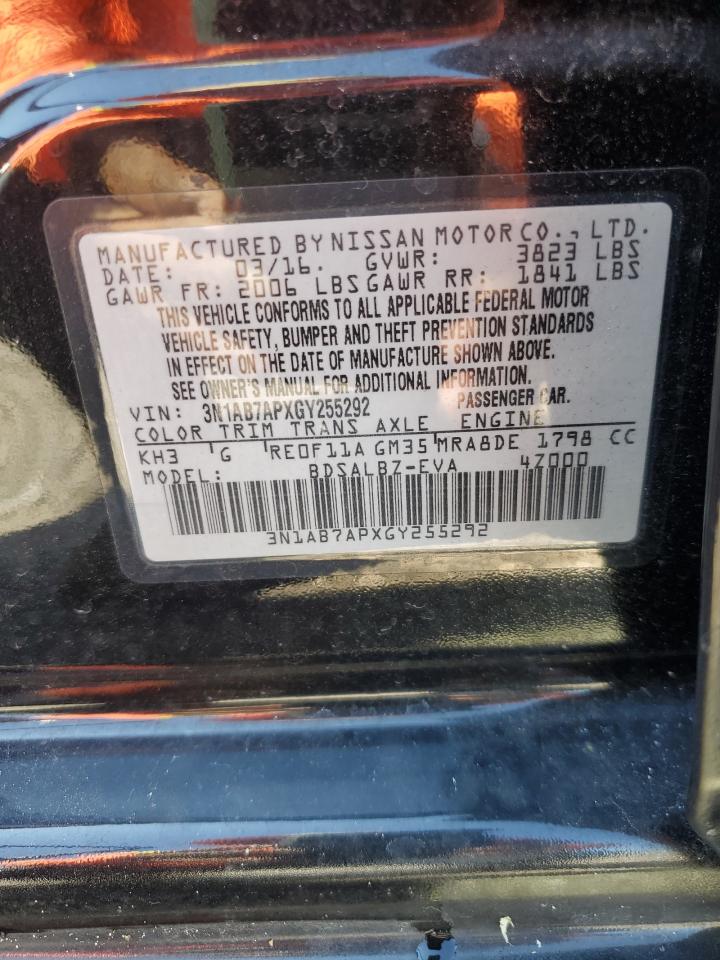 MANUFACTURED BY NISSAN MOTOR CO., LTD.
DATE: 03/16. GVWR: 3823 LBS
GAWR FR: 2006 LBS GAWR RR: 1841 LBS
THIS VEHICLE CONFORMS TO ALL APPLICABLE FEDERAL MOTOR
VEHICLE SAFETY, BUMPER AND THEFT PREVENTION STANDARDS
IN EFFECT ON THE DATE OF MANUFACTURE SHOWN ABOVE.
SEE OWNER'S MANUAL FOR ADDITIONAL INFORMATION.
VIN: 3N1AB7APXGY255292 PASSENGER CAR.
COLOR TRIM TRANS AXLE ENGINE
KH3 G RE0F11A GM35 MRA8DE 1798 CC
MODEL: BDSALBZ-EVA 4Z000
3N1AB7APXGY255292